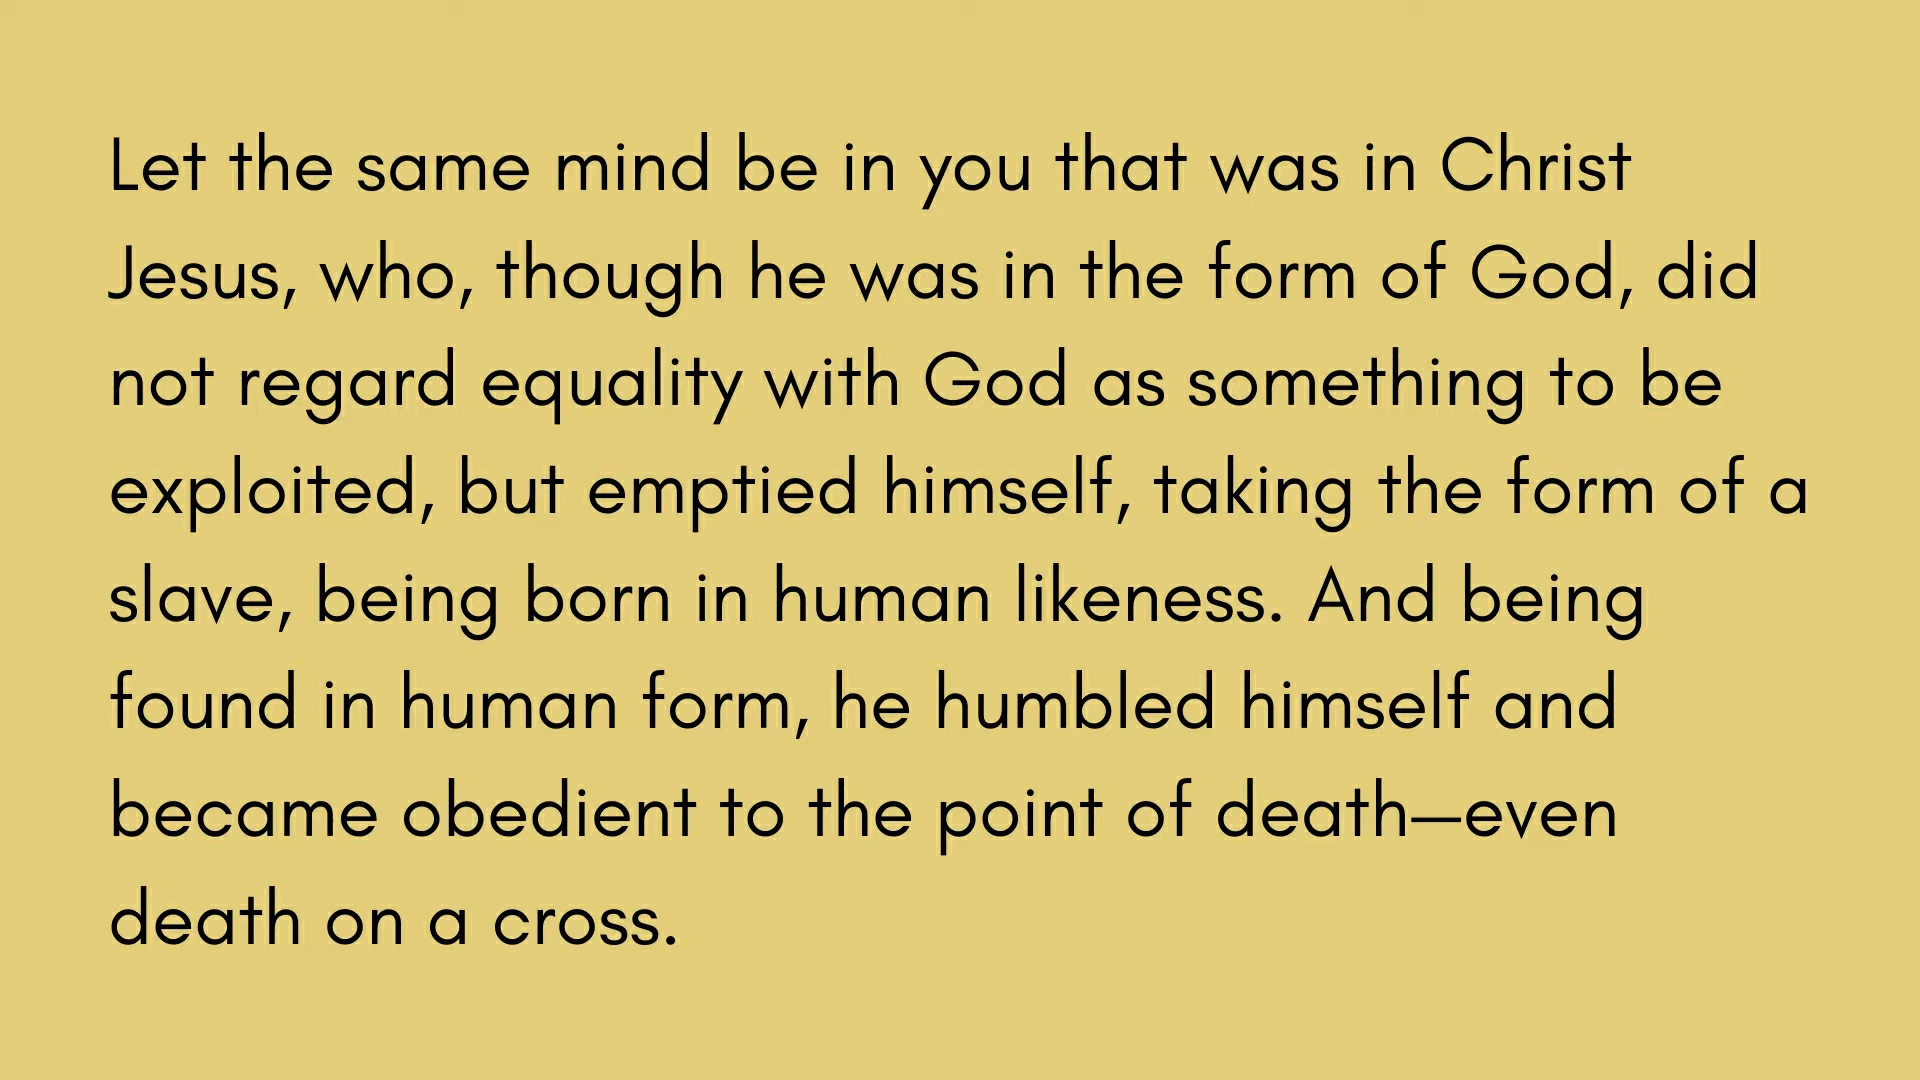 Let the same mind be in you that was in Christ
Jesus, who, though he was in the form of God, did
not regard equality with God as something to be
exploited, but emptied himself, taking the form of a
slave, being born in human likeness. And being
found in human form, he humbled himself and
became obedient to the point of death—even
death on a cross.